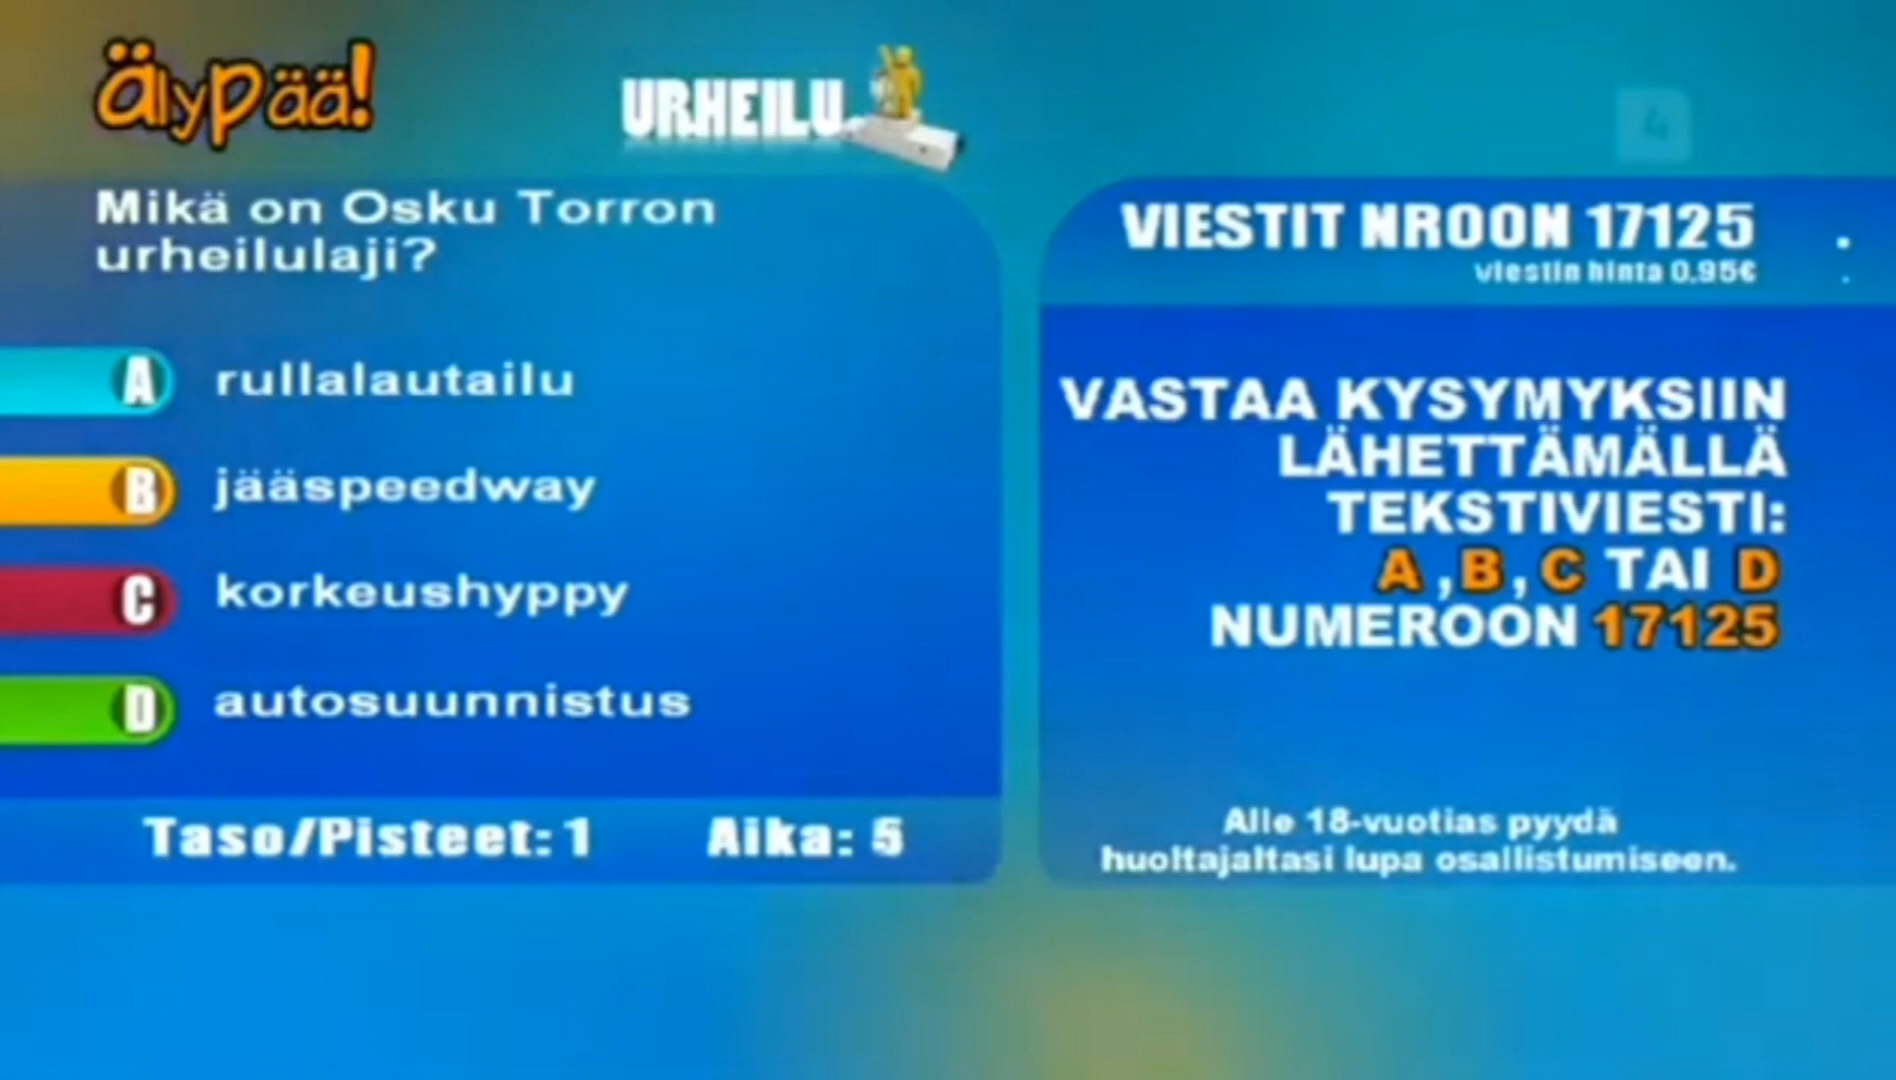 älypää!
URHEILU
4
Mikä on Osku Torron
urheilulaji?
A rullalautailu
B jääspeedway
C korkeushyppy
D autosuunnistus
Taso/Pisteet: 1 Aika: 5
VIESTIT NROON 17125
viestin hinta 0.95€
VASTAA KYSYMYKSIIN
LÄHETTÄMÄLLÄ
TEKSTIVIESTI:
A ,B, C TAI D
NUMEROON 17125
Alle 18-vuotias pyydä
huoltajaltasi lupa osallistumiseen.